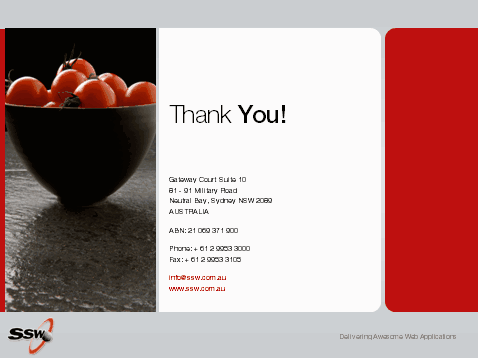 Thank You!
Gateway Court Suite 10
81 - 91 Military Road
Neutral Bay, Sydney NSW 2089
AUSTRALIA
ABN: 21 069 371 900
Phone: + 61 2 9953 3000
Fax: + 61 2 9953 3105
info@ssw.com.au
www.ssw.com.au
SSW
Delivering Awesome Web Applications